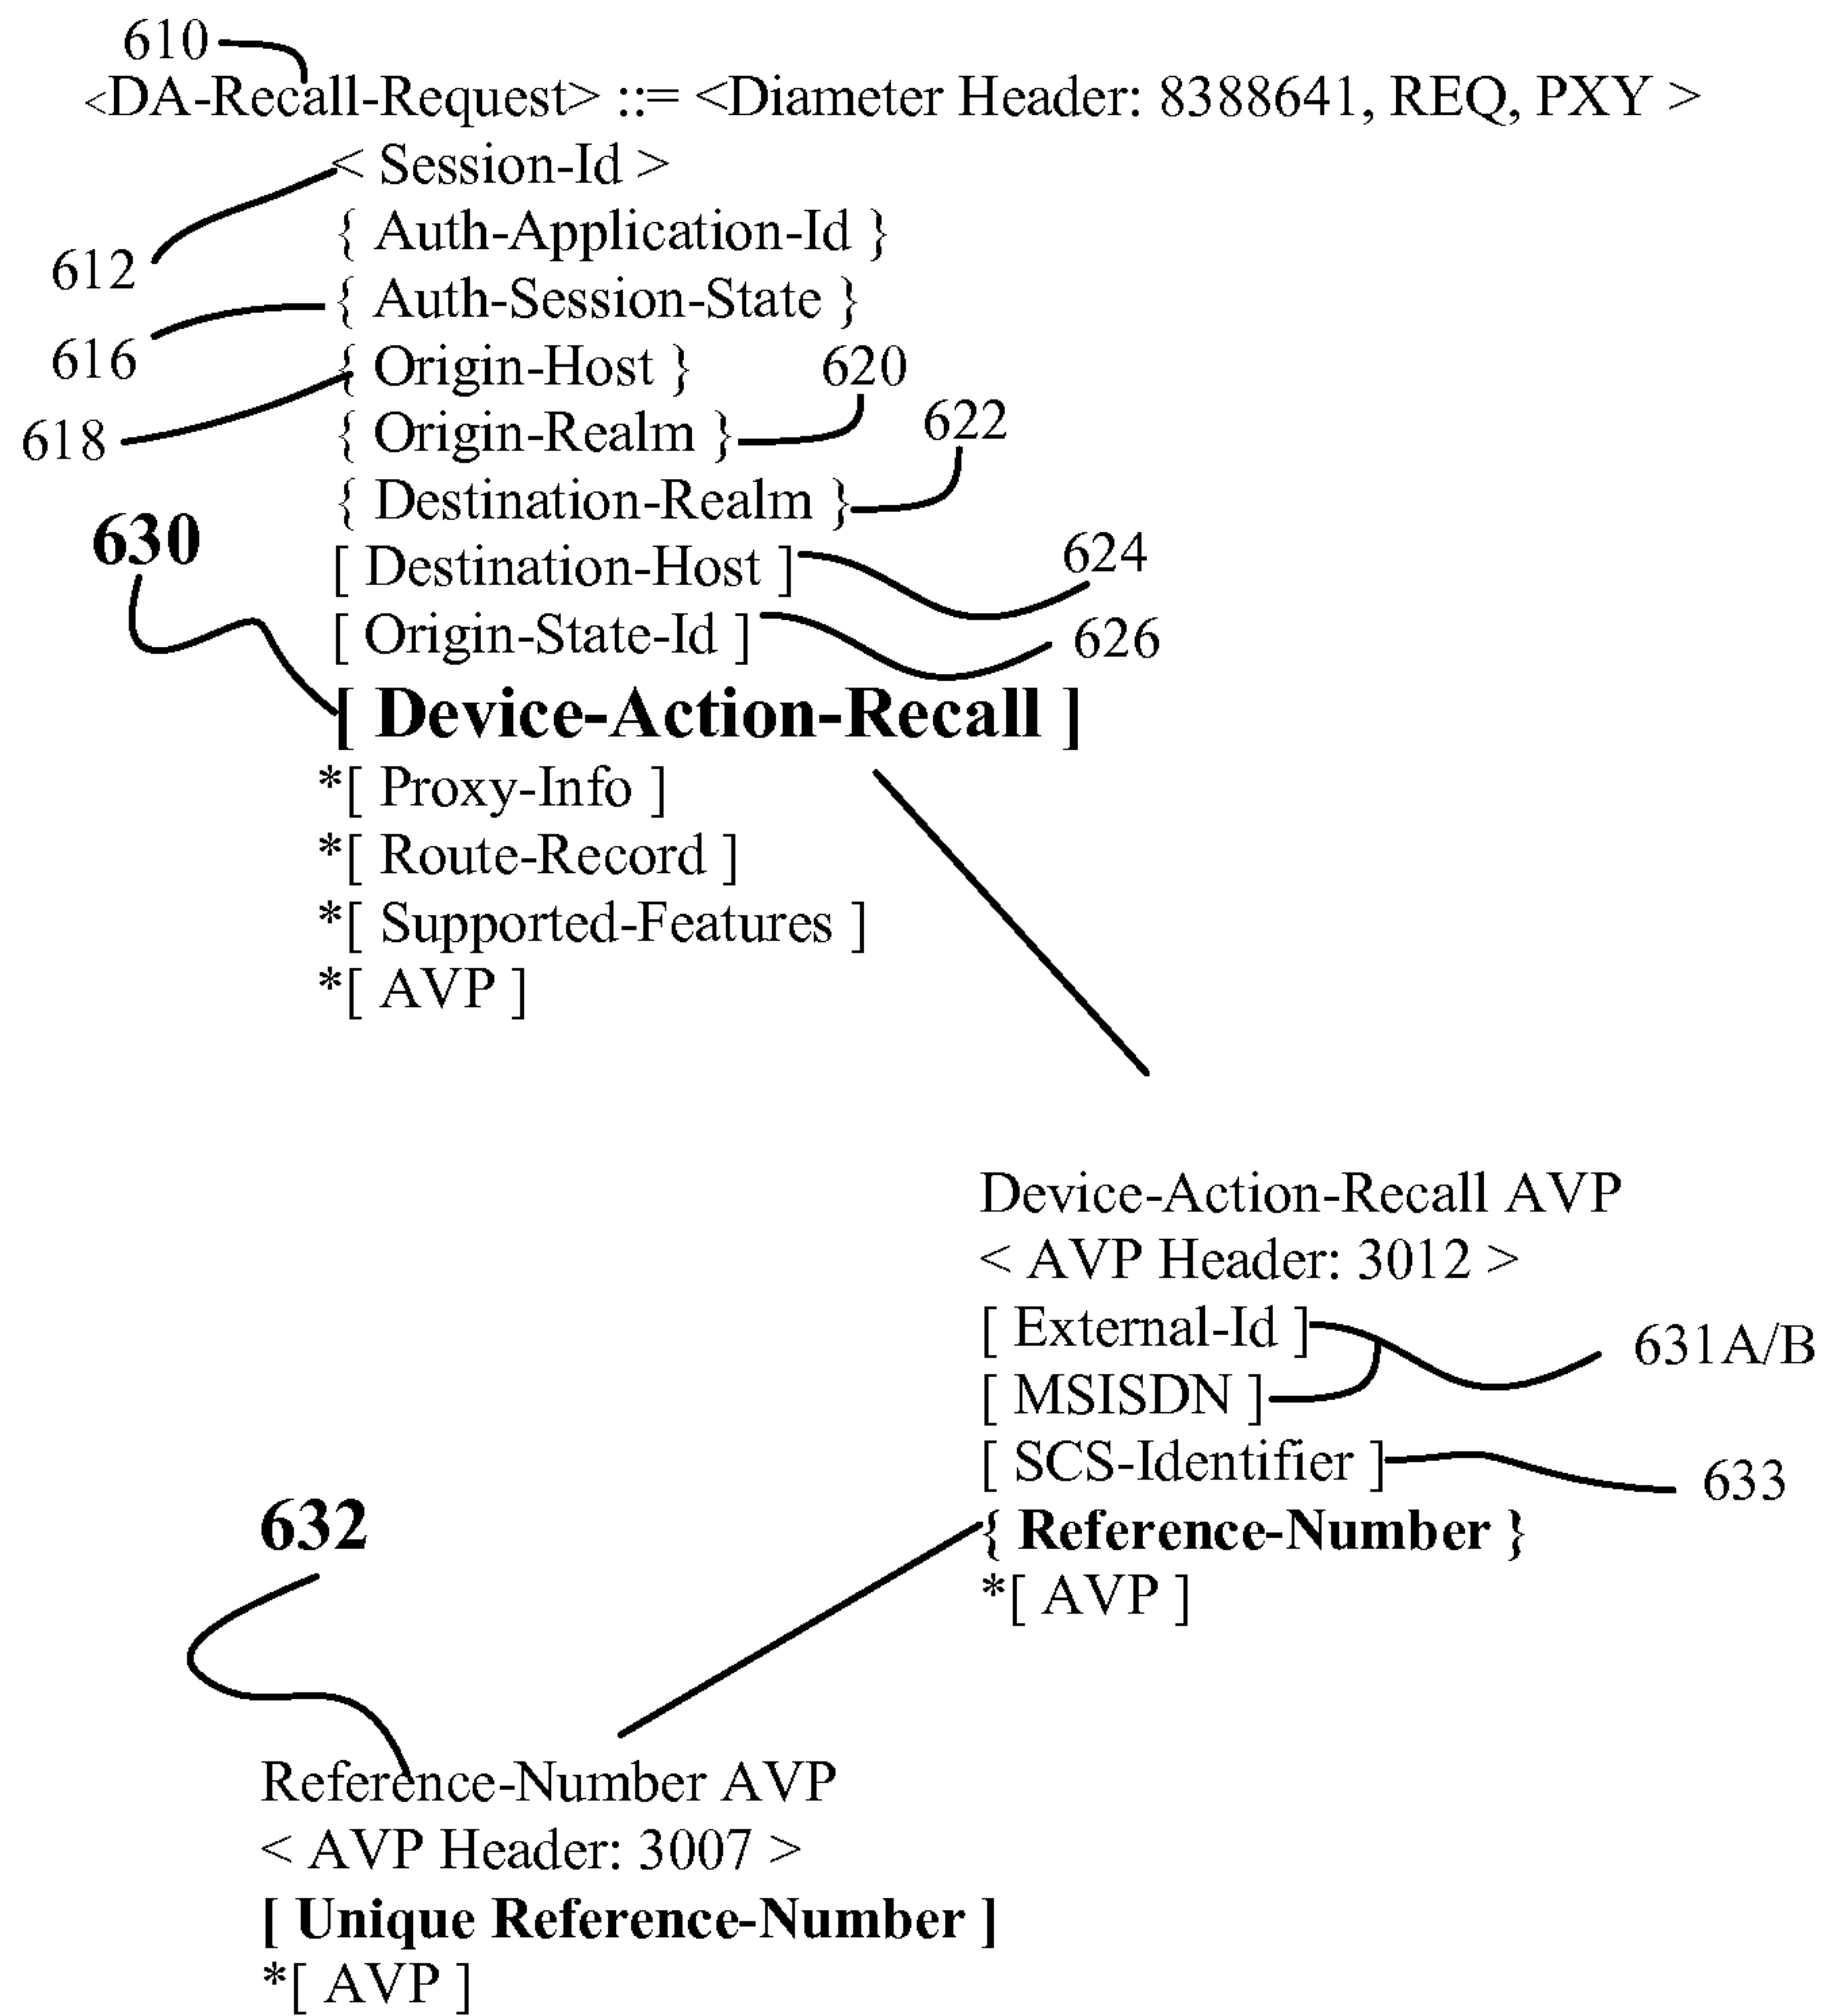 610
<DA-Recall-Request> ::= <Diameter Header: 8388641, REQ, PXY >
< Session-Id >
{ Auth-Application-Id }
612
{ Auth-Session-State }
616
{ Origin-Host }
620
618
{ Origin-Realm }
622
{ Destination-Realm }
630
[ Destination-Host ]
624
[ Origin-State-Id ]
626
[ Device-Action-Recall ]
*[ Proxy-Info ]
*[ Route-Record ]
*[ Supported-Features ]
*[ AVP ]
Device-Action-Recall AVP
< AVP Header: 3012 >
[ External-Id ]
631A/B
[ MSISDN ]
[ SCS-Identifier ]
633
{ Reference-Number }
*[ AVP ]
632
Reference-Number AVP
< AVP Header: 3007 >
[ Unique Reference-Number ]
*[ AVP ]